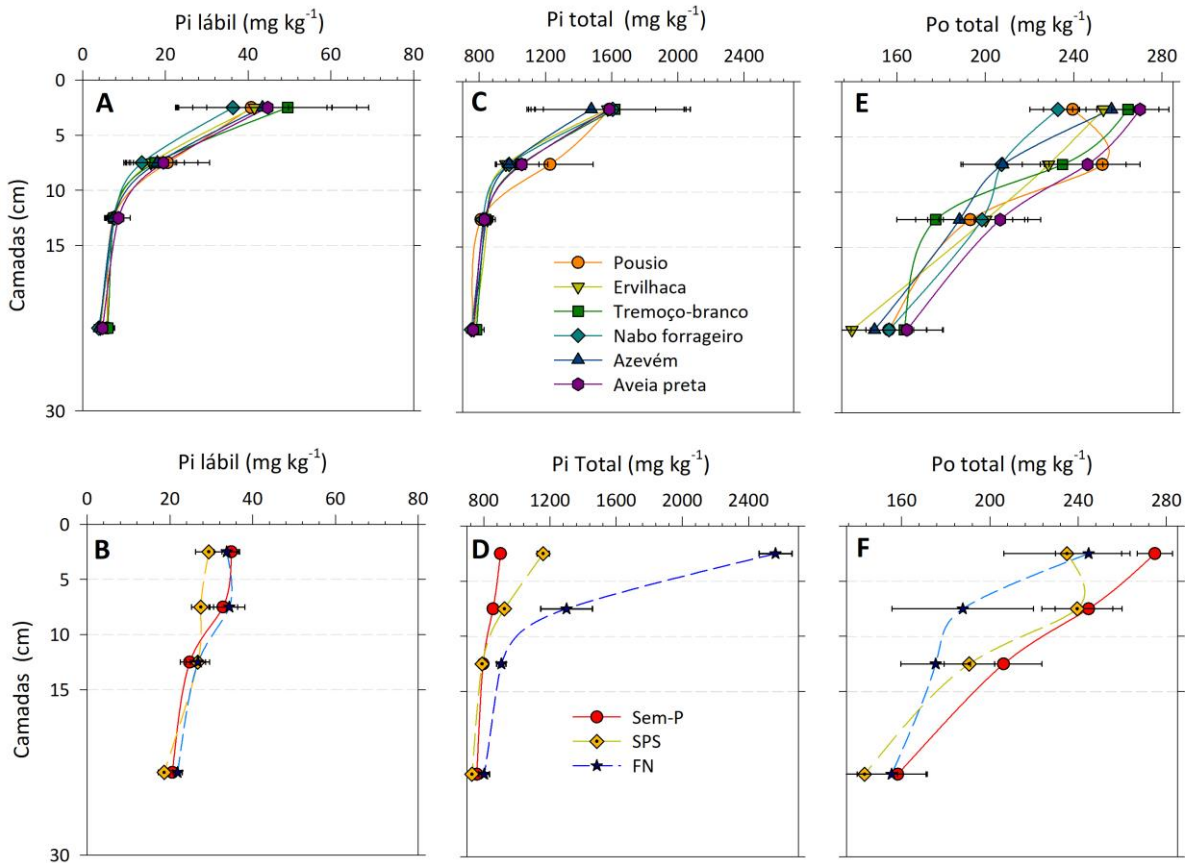 Pi lábil (mg kg⁻¹)
0 20 40 60 80
Pi total (mg kg⁻¹)
800 1200 1600 2000 2400
Po total (mg kg⁻¹)
160 200 240 280
Camadas (cm)
0
5
10
15
30
A
C
E
Pousio
Ervilhaca
Tremoço-branco
Nabo forrageiro
Azevém
Aveia preta
Pi lábil (mg kg⁻¹)
0 20 40 60 80
Pi Total (mg kg⁻¹)
800 1200 1600 2000 2400
Po total (mg kg⁻¹)
160 200 240 280
Camadas (cm)
0
5
10
15
30
B
D
F
Sem-P
SPS
FN